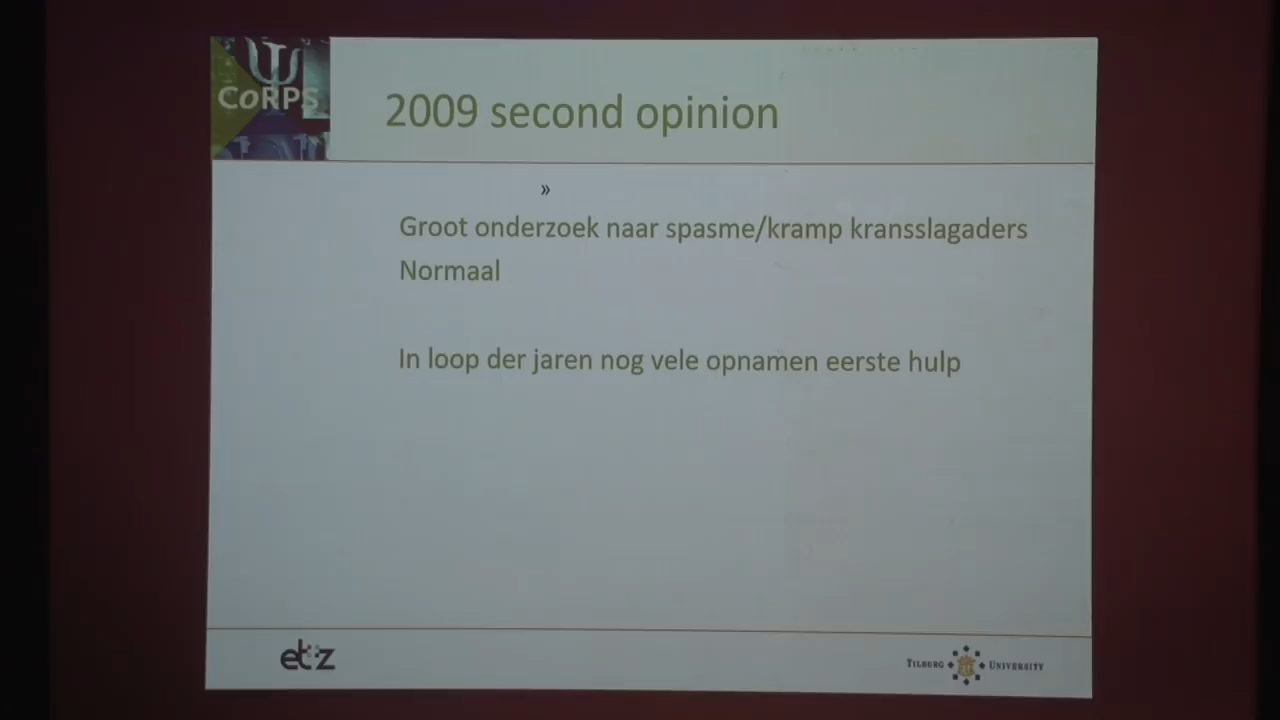 CoRPS
2009 second opinion
»
Groot onderzoek naar spasme/kramp kransslagaders
Normaal
In loop der jaren nog vele opnamen eerste hulp
etz
TILBURG UNIVERSITY